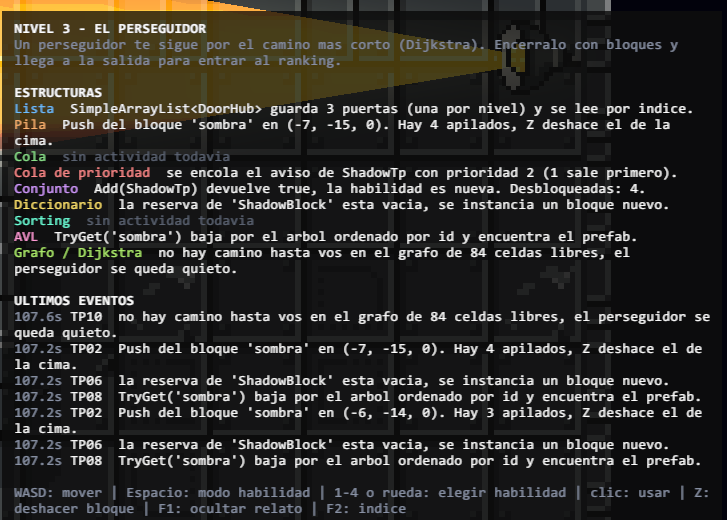 NIVEL 3 - EL PERSEGUIDOR
Un perseguidor te sigue por el camino mas corto (Dijkstra). Encerralo con bloques y
llega a la salida para entrar al ranking.
ESTRUCTURAS
Lista  SimpleArrayList<DoorHub> guarda 3 puertas (una por nivel) y se lee por indice.
Pila  Push del bloque 'sombra' en (-7, -15, 0). Hay 4 apilados, Z deshace el de la
cima.
Cola  sin actividad todavia
Cola de prioridad  se encola el aviso de ShadowTp con prioridad 2 (1 sale primero).
Conjunto  Add(ShadowTp) devuelve true, la habilidad es nueva. Desbloqueadas: 4.
Diccionario  la reserva de 'ShadowBlock' esta vacia, se instancia un bloque nuevo.
Sorting  sin actividad todavia
AVL  TryGet('sombra') baja por el arbol ordenado por id y encuentra el prefab.
Grafo / Dijkstra  no hay camino hasta vos en el grafo de 84 celdas libres, el
perseguidor se queda quieto.
ULTIMOS EVENTOS
107.6s TP10  no hay camino hasta vos en el grafo de 84 celdas libres, el perseguidor se
queda quieto.
107.2s TP02  Push del bloque 'sombra' en (-7, -15, 0). Hay 4 apilados, Z deshace el de
la cima.
107.2s TP06  la reserva de 'ShadowBlock' esta vacia, se instancia un bloque nuevo.
107.2s TP08  TryGet('sombra') baja por el arbol ordenado por id y encuentra el prefab.
107.2s TP02  Push del bloque 'sombra' en (-6, -14, 0). Hay 3 apilados, Z deshace el de
la cima.
107.2s TP06  la reserva de 'ShadowBlock' esta vacia, se instancia un bloque nuevo.
107.2s TP08  TryGet('sombra') baja por el arbol ordenado por id y encuentra el prefab.
WASD: mover | Espacio: modo habilidad | 1-4 o rueda: elegir habilidad | clic: usar | Z:
deshacer bloque | F1: ocultar relato | F2: indice